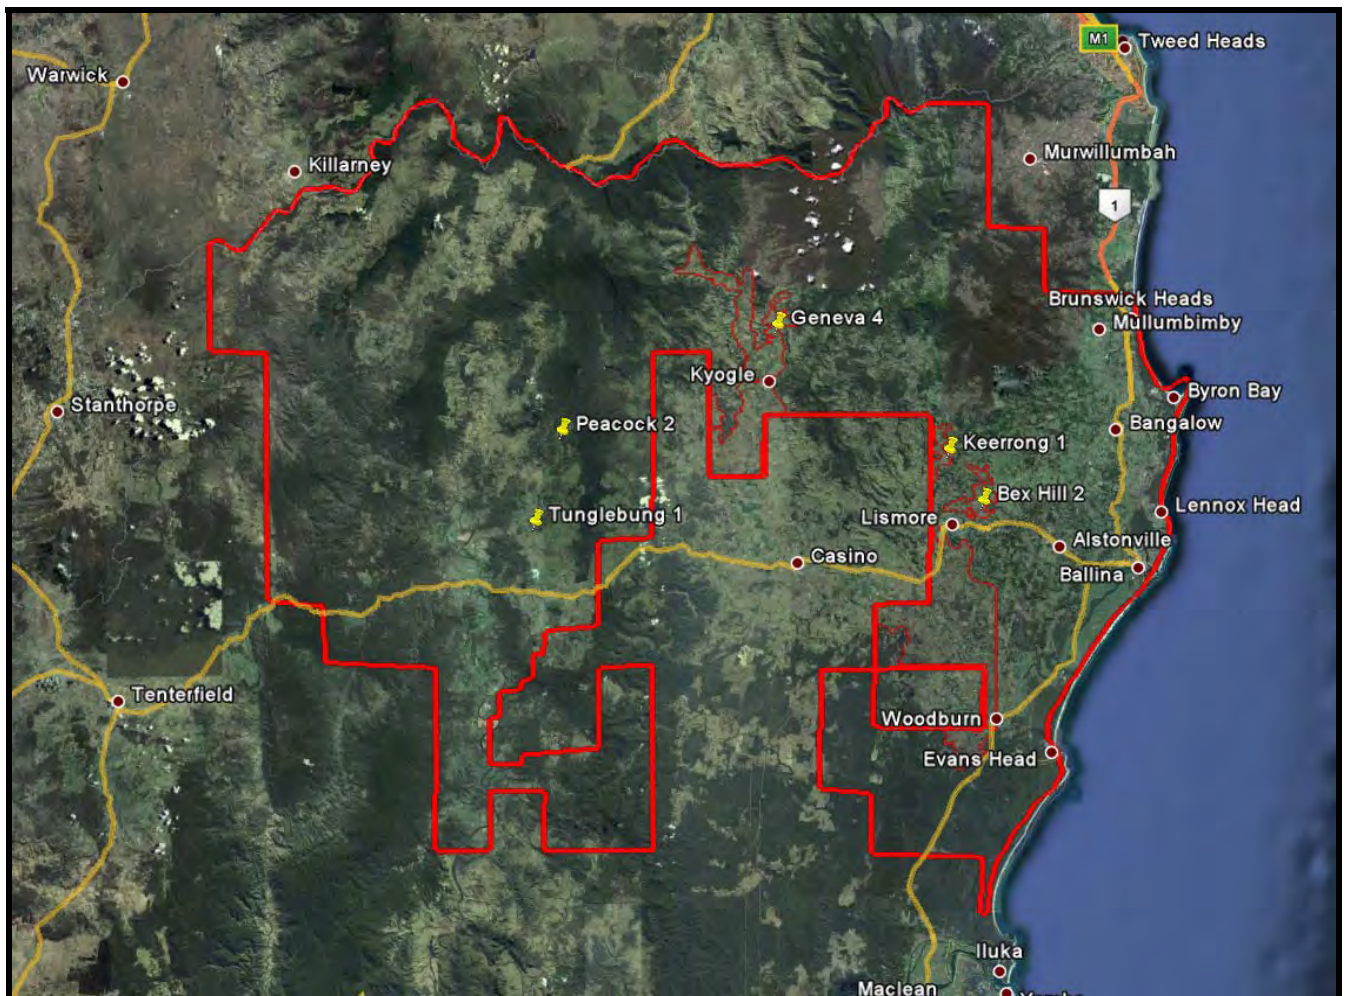 M1
Tweed Heads
Warwick
Murwillumbah
Killarney
1
Brunswick Heads
Geneva 4
Mullumbimby
Kyogle
Byron Bay
Stanthorpe
Peacock 2
Bangalow
Keerrong 1
Bex Hill 2
Lennox Head
Tunglebung 1
Lismore
Alstonville
Casino
Ballina
Tenterfield
Woodburn
Evans Head
Iluka
Maclean